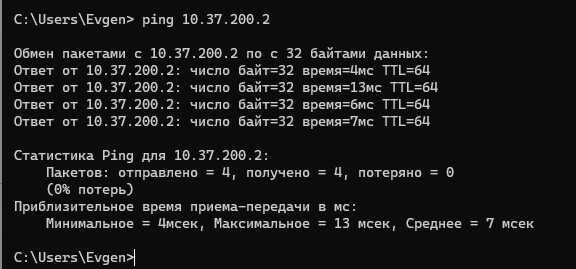 C:\Users\Evgen> ping 10.37.200.2
Обмен пакетами с 10.37.200.2 по с 32 байтами данных:
Ответ от 10.37.200.2: число байт=32 время=4мс TTL=64
Ответ от 10.37.200.2: число байт=32 время=13мс TTL=64
Ответ от 10.37.200.2: число байт=32 время=6мс TTL=64
Ответ от 10.37.200.2: число байт=32 время=7мс TTL=64
Статистика Ping для 10.37.200.2:
Пакетов: отправлено = 4, получено = 4, потеряно = 0
(0% потерь)
Приблизительное время приема-передачи в мс:
Минимальное = 4мсек, Максимальное = 13 мсек, Среднее = 7 мсек
C:\Users\Evgen>